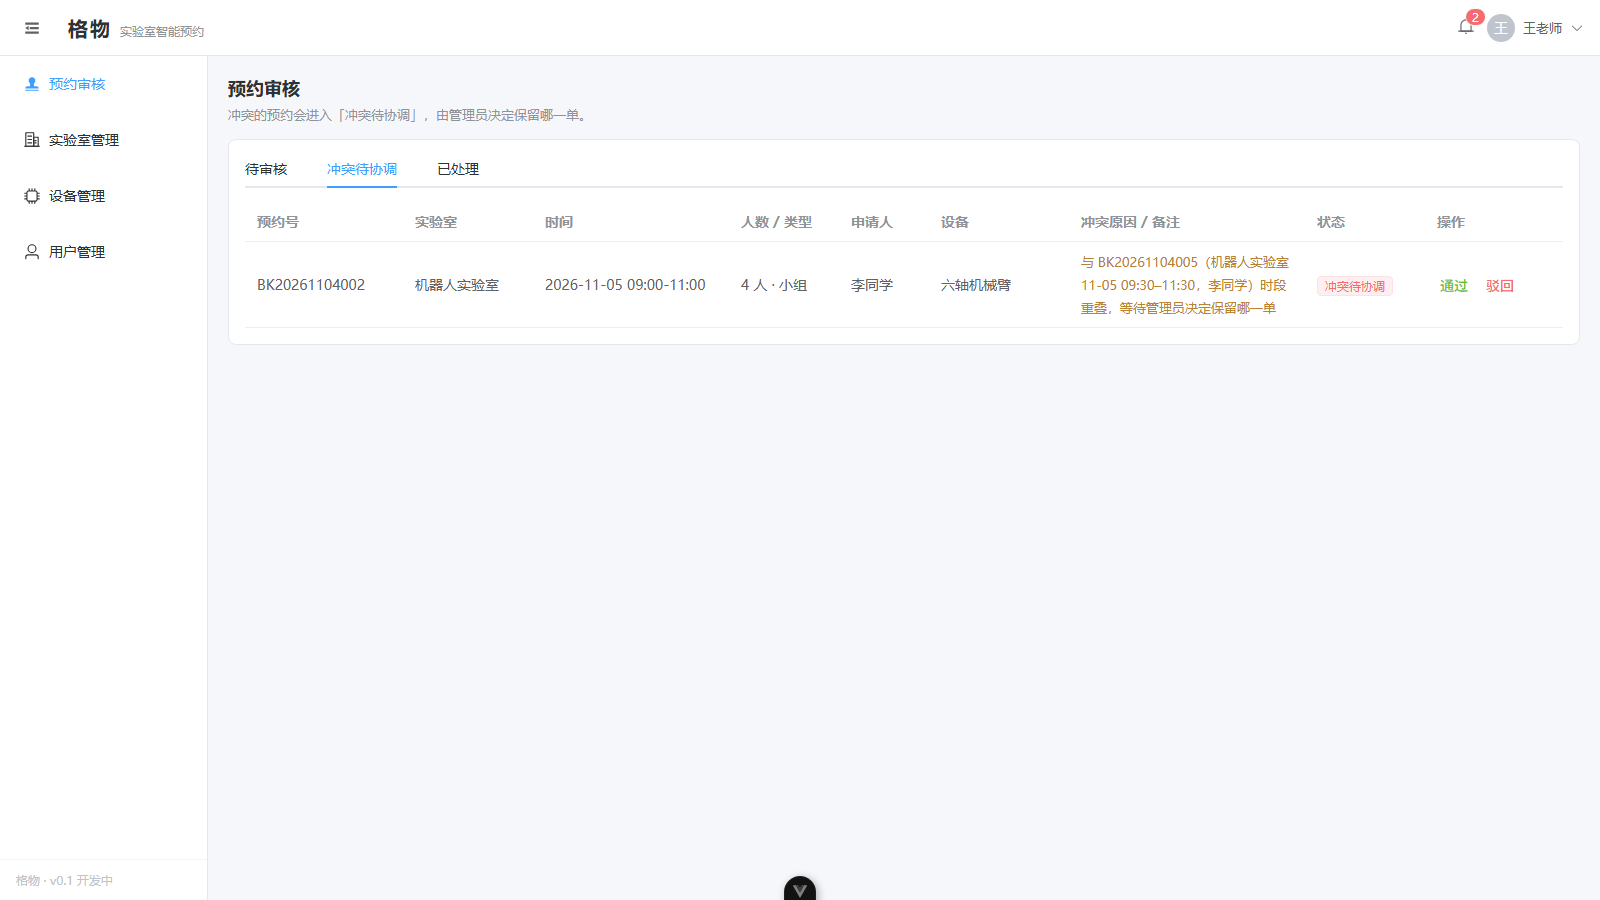 格物 实验室智能预约
2
王 王老师
预约审核
实验室管理
设备管理
用户管理
预约审核
冲突的预约会进入「冲突待协调」，由管理员决定保留哪一单。
待审核 冲突待协调 已处理
预约号 实验室 时间 人数 / 类型 申请人 设备 冲突原因 / 备注 状态 操作
BK20261104002 机器人实验室 2026-11-05 09:00-11:00 4 人 · 小组 李同学 六轴机械臂
与 BK20261104005（机器人实验室
11-05 09:30–11:30，李同学）时段
重叠，等待管理员决定保留哪一单
冲突待协调 通过 驳回
格物 · v0.1 开发中